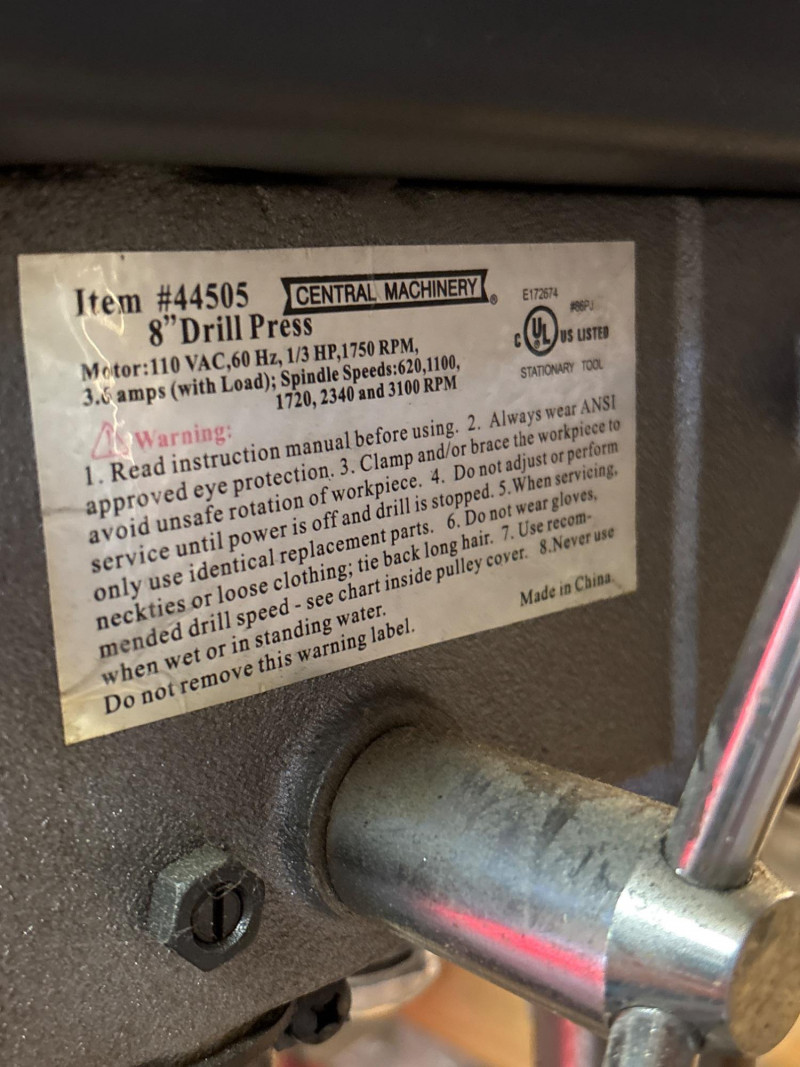 Item #44505
CENTRAL MACHINERY®
8” Drill Press
Motor:110 VAC,60 Hz, 1/3 HP,1750 RPM,
amps (with Load); Spindle Speeds:620,1100,
1720, 2340 and 3100 RPM
E172674
#86PJ
C UL US LISTED
®
STATIONARY TOOL
Warning:
1. Read instruction manual before using. 2. Always wear ANSI
approved eye protection. 3. Clamp and/or brace the workpiece to
avoid unsafe rotation of workpiece. 4. Do not adjust or perform
service until power is off and drill is stopped. 5.When servicing,
only use identical replacement parts. 6. Do not wear gloves,
neckties or loose clothing; tie back long hair. 7. Use recom-
mended drill speed - see chart inside pulley cover. 8.Never use
when wet or in standing water.
Do not remove this warning label.
Made in China.